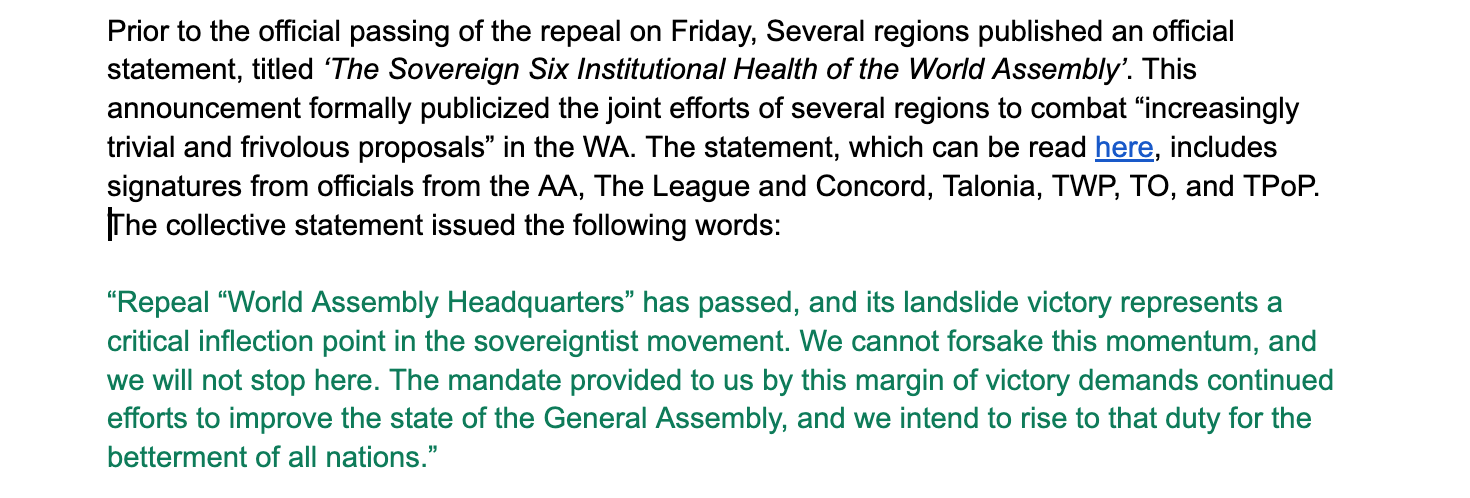 Prior to the official passing of the repeal on Friday, Several regions published an official
statement, titled ‘The Sovereign Six Institutional Health of the World Assembly’. This
announcement formally publicized the joint efforts of several regions to combat “increasingly
trivial and frivolous proposals” in the WA. The statement, which can be read here, includes
signatures from officials from the AA, The League and Concord, Talonia, TWP, TO, and TPoP.
The collective statement issued the following words:
“Repeal “World Assembly Headquarters” has passed, and its landslide victory represents a
critical inflection point in the sovereigntist movement. We cannot forsake this momentum, and
we will not stop here. The mandate provided to us by this margin of victory demands continued
efforts to improve the state of the General Assembly, and we intend to rise to that duty for the
betterment of all nations.”